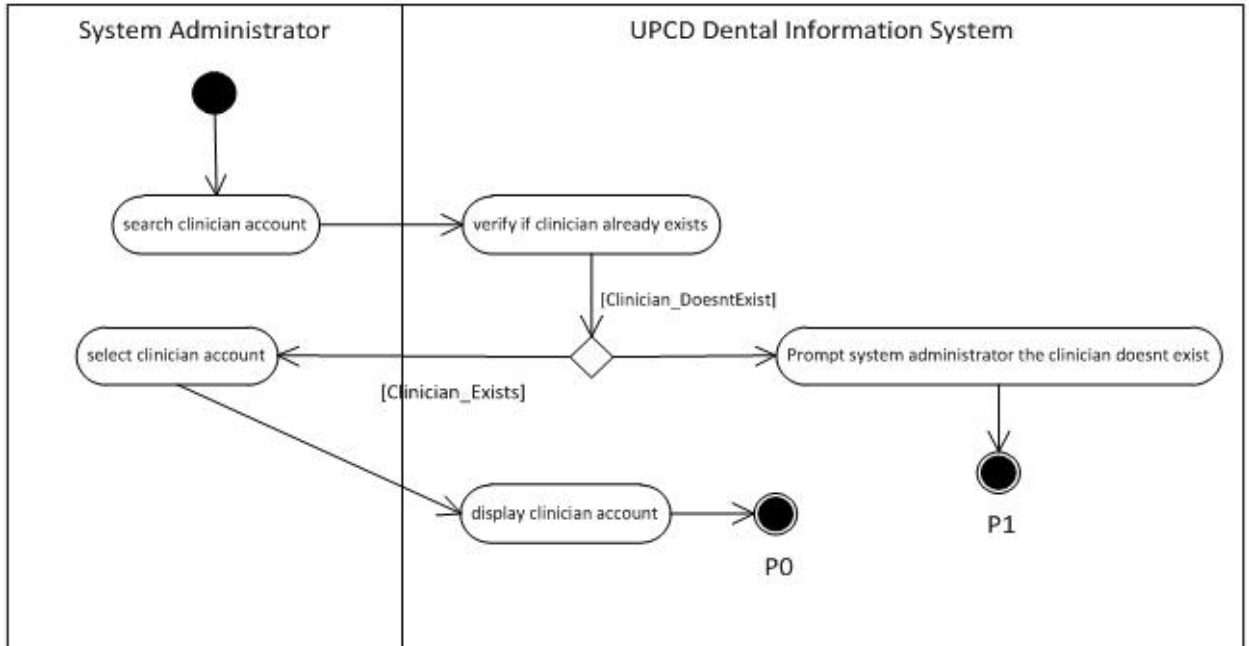 System Administrator
UPCD Dental Information System
search clinician account
verify if clinician already exists
[Clinician_DoesntExist]
select clinician account
Prompt system administrator the clinician doesnt exist
[Clinician_Exists]
display clinician account
P0
P1